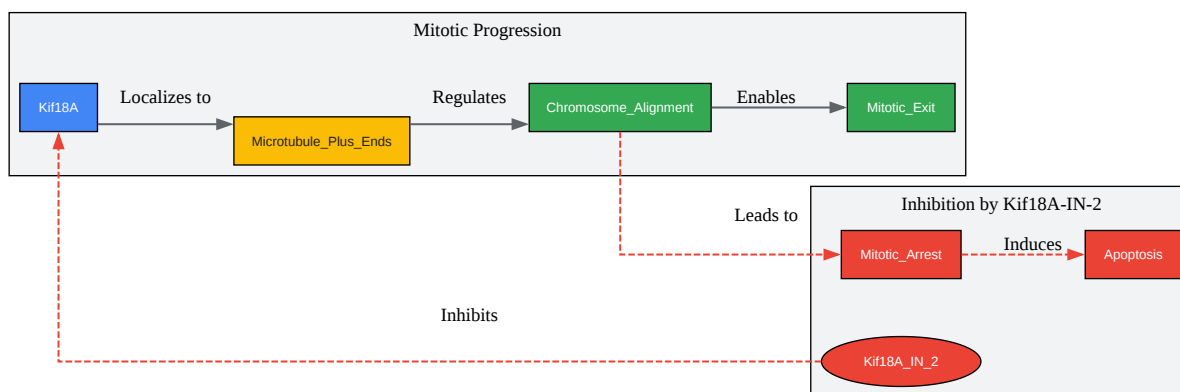 Mitotic Progression
Kif18A
Localizes to
Microtubule_Plus_Ends
Regulates
Chromosome_Alignment
Enables
Mitotic_Exit
Inhibition by Kif18A-IN-2
Leads to
Mitotic_Arrest
Induces
Apoptosis
Inhibits
Kif18A_IN_2